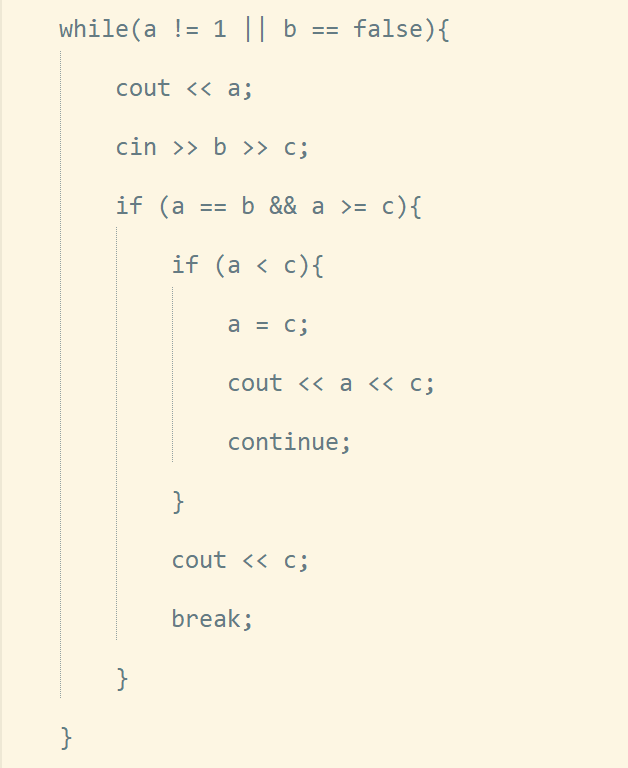 while(a != 1 || b == false){
cout << a;
cin >> b >> c;
if (a == b && a >= c){
if (a < c){
a = c;
cout << a << c;
continue;
}
cout << c;
break;
}
}